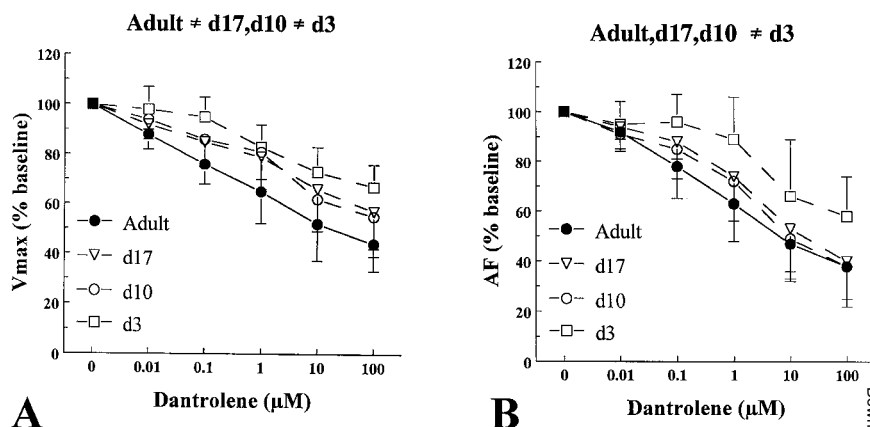 Adult ≠ d17,d10 ≠ d3
120
100
80
60
40
20
0
Vmax (% baseline)
Adult
d17
d10
d3
0 0.01 0.1 1 10 100
Dantrolene (μM)
A
Adult,d17,d10 ≠ d3
120
100
80
60
40
20
0
AF (% baseline)
Adult
d17
d10
d3
0 0.01 0.1 1 10 100
Dantrolene (μM)
B